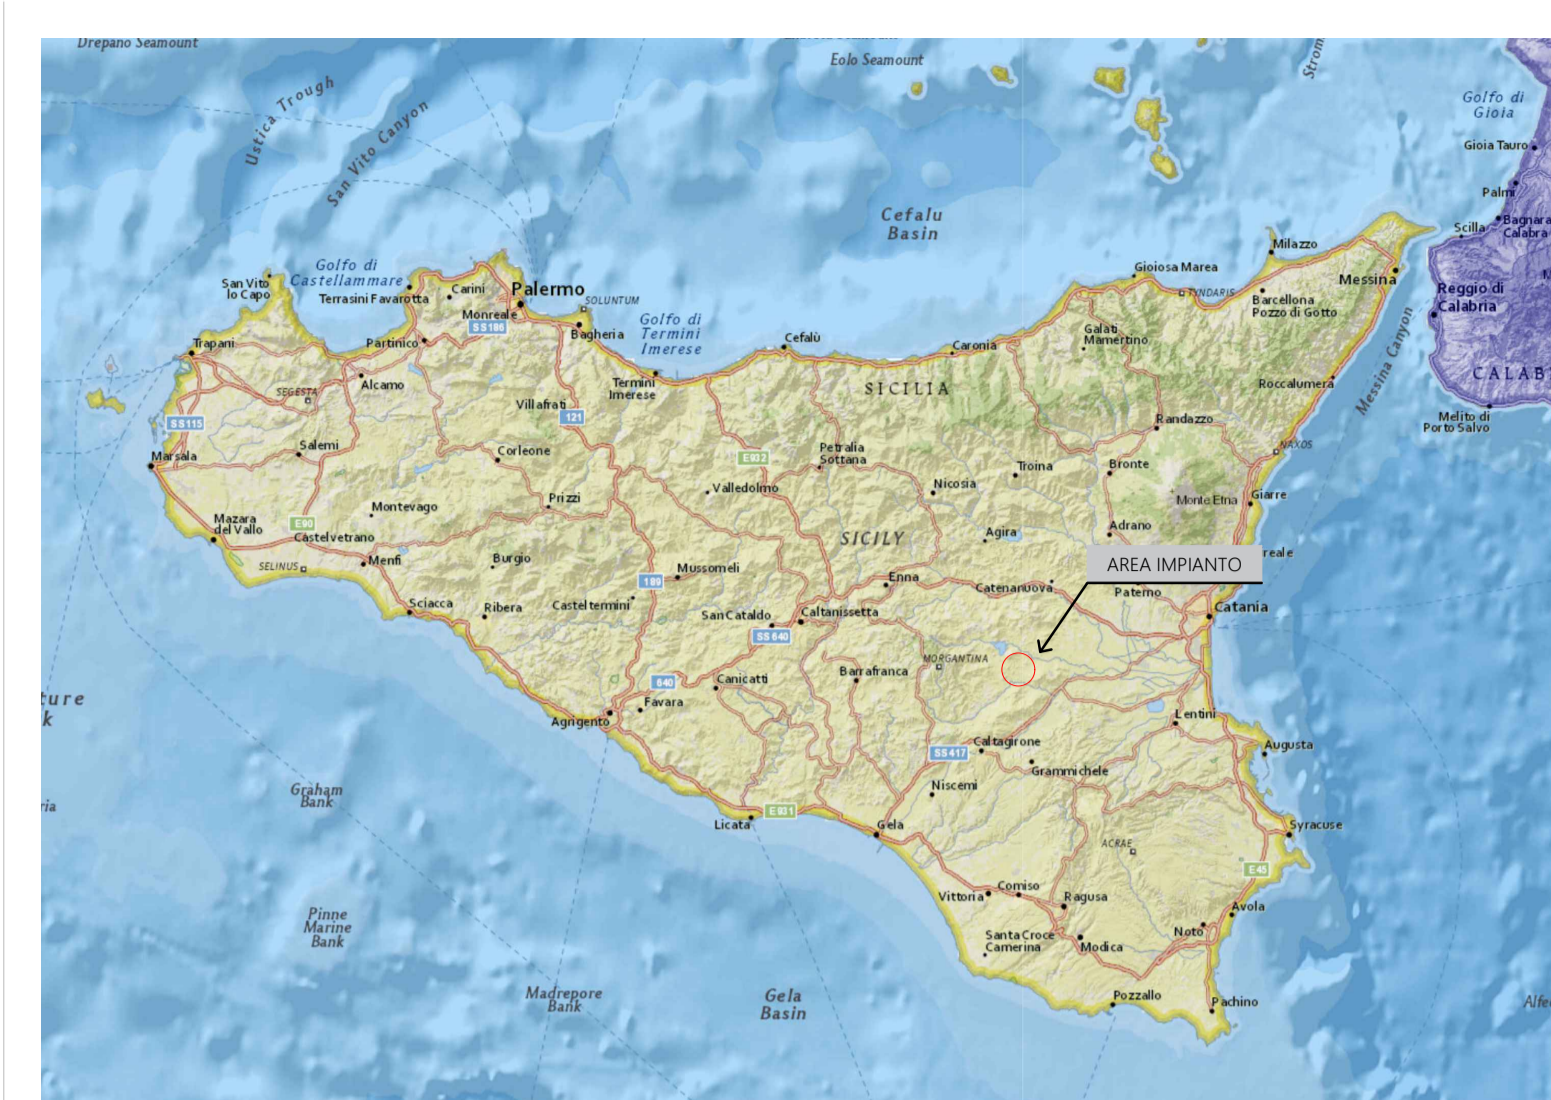 Drepano Seamount
Eolo Seamount
Ustica Trough
San Vito Canyon
Golfo di
Gioia
Gioia Tauro
Palmi
Bagnara
Calabra
Scilla
Cefalu
Basin
Milazzo
Messina
Gioiosa Marea
TYNDARIS
Barcellona
Pozzo di Gotto
Reggio di
Calabria
Messina Canyon
San Vito
lo Capo
Golfo di
Castellammare
Terrasini Favarotta
Carini
Palermo
Monreale
SOLUNTUM
SS186
Bagheria
Golfo di
Termini
Imerese
Cefalù
Caronia
Galati
Mamertino
Trapani
Partinico
Alcamo
SEGESTA
Termini
Imerese
SICILIA
Roccalumera
CALAB
Melito di
Porto Salvo
Villafrati
121
SS115
Randazzo
NAXOS
Marsala
Salemi
Corleone
E932
Petralia
Sottana
Troina
Bronte
Nicosia
Valledolmo
Prizzi
Montevago
Monte Etna
Giarre
Mazara
del Vallo
E90
Castelvetrano
SICILY
Agira
Adrano
reale
SELINUS
Menfi
Burgio
Mussomeli
189
Enna
Catenanuova
AREA IMPIANTO
Paterno
Catania
Sciacca
Ribera
Casteltermini
San Cataldo
Caltanissetta
SS 640
MORGANTINA
Barrafranca
640
Canicatti
Favara
Agrigento
Lentini
Augusta
SS417
Caltagirone
Grammichele
Niscemi
Graham
Bank
Licata
E931
Gela
Syracuse
ACRAE
E45
Vittoria
Comiso
Ragusa
Avola
Noto
Pinne
Marine
Bank
Santa Croce
Camerina
Modica
Madrepore
Bank
Gela
Basin
Pozzallo
Pachino